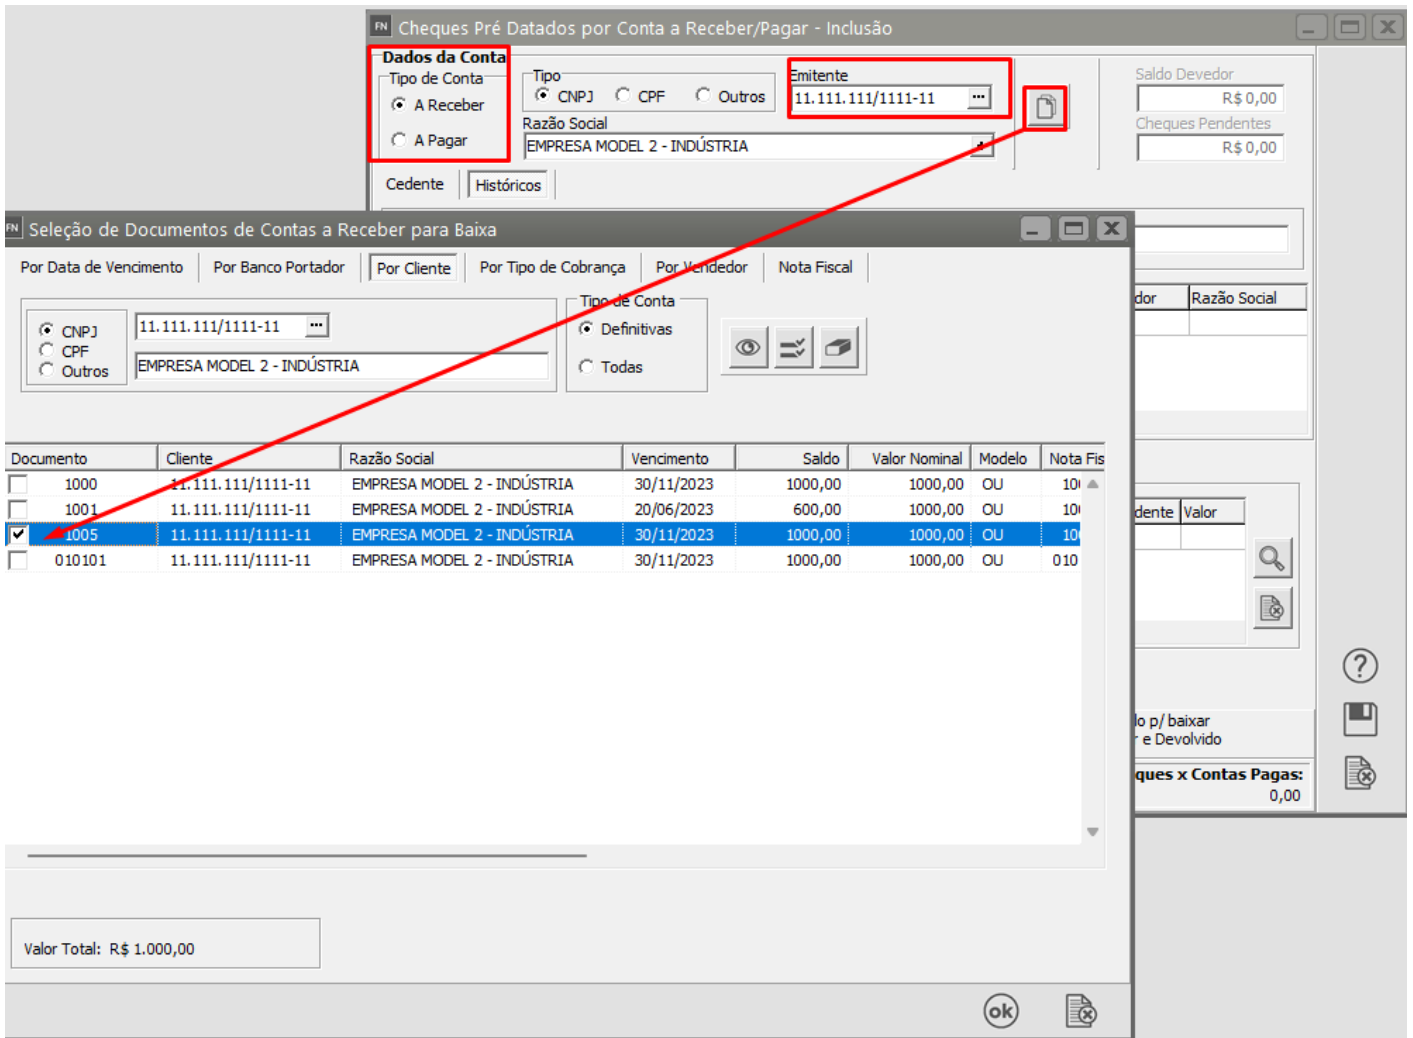 FN Cheques Pré Datados por Conta a Receber/Pagar - Inclusão
Dados da Conta
Tipo de Conta
A Receber
A Pagar
Tipo
CNPJ CPF Outros
Emitente
11.111.111/1111-11 ...
Razão Social
EMPRESA MODEL 2 - INDÚSTRIA
Saldo Devedor
R$ 0,00
Cheques Pendentes
R$ 0,00
Cedente Históricos
FN Seleção de Documentos de Contas a Receber para Baixa
Por Data de Vencimento Por Banco Portador Por Cliente Por Tipo de Cobrança Por Vendedor Nota Fiscal
CNPJ
CPF
Outros
11.111.111/1111-11 ...
EMPRESA MODEL 2 - INDÚSTRIA
Tipo de Conta
Definitivas
Todas
Documento Cliente Razão Social Vencimento Saldo Valor Nominal Modelo Nota Fis
1000 11.111.111/1111-11 EMPRESA MODEL 2 - INDÚSTRIA 30/11/2023 1000,00 1000,00 OU 10
1001 11.111.111/1111-11 EMPRESA MODEL 2 - INDÚSTRIA 20/06/2023 600,00 1000,00 OU 10
1005 11.111.111/1111-11 EMPRESA MODEL 2 - INDÚSTRIA 30/11/2023 1000,00 1000,00 OU 10
010101 11.111.111/1111-11 EMPRESA MODEL 2 - INDÚSTRIA 30/11/2023 1000,00 1000,00 OU 010
Valor Total: R$ 1.000,00
ok
dor Razão Social
dente Valor
?
lo p/ baixar
r e Devolvido
ques x Contas Pagas:
0,00